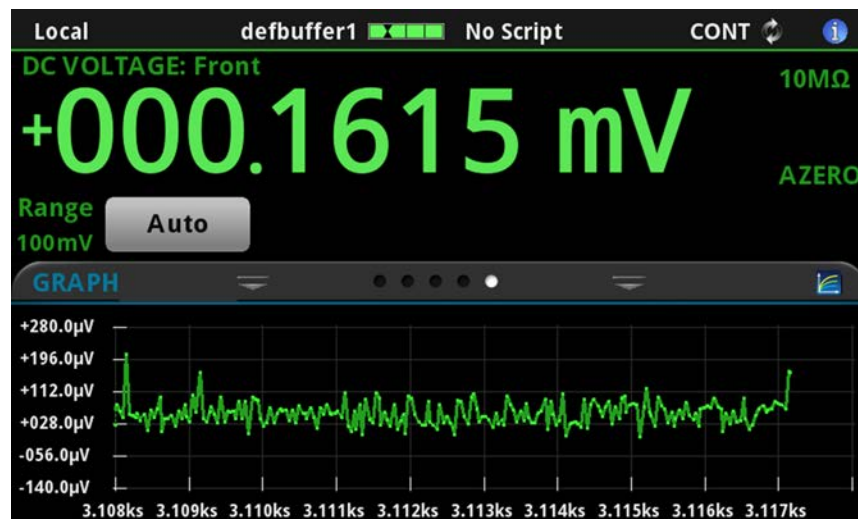 Local defbuffer1 No Script CONT i
DC VOLTAGE: Front
10MΩ
+000.1615 mV
AZERO
Range
100mV
Auto
GRAPH
+280.0µV
+196.0µV
+112.0µV
+028.0µV
-056.0µV
-140.0µV
3.108ks 3.109ks 3.110ks 3.111ks 3.112ks 3.113ks 3.114ks 3.115ks 3.116ks 3.117ks